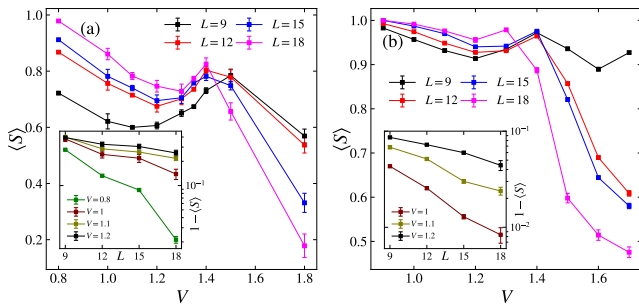 (a)
L = 9
L = 15
L = 12
L = 18
⟨S⟩
1.0
0.8
0.6
0.4
0.2
V = 0.8
V = 1
V = 1.1
V = 1.2
10⁻¹
1 − ⟨S⟩
9 12 L 15 18
0.8 1.0 1.2 1.4 1.6 1.8
V
(b)
L = 9
L = 15
L = 12
L = 18
⟨S⟩
1.0
0.9
0.8
0.7
0.6
0.5
V = 1
V = 1.1
V = 1.2
10⁻¹
10⁻²
1 − ⟨S⟩
9 12 L 15 18
1.0 1.2 1.4 1.6
V